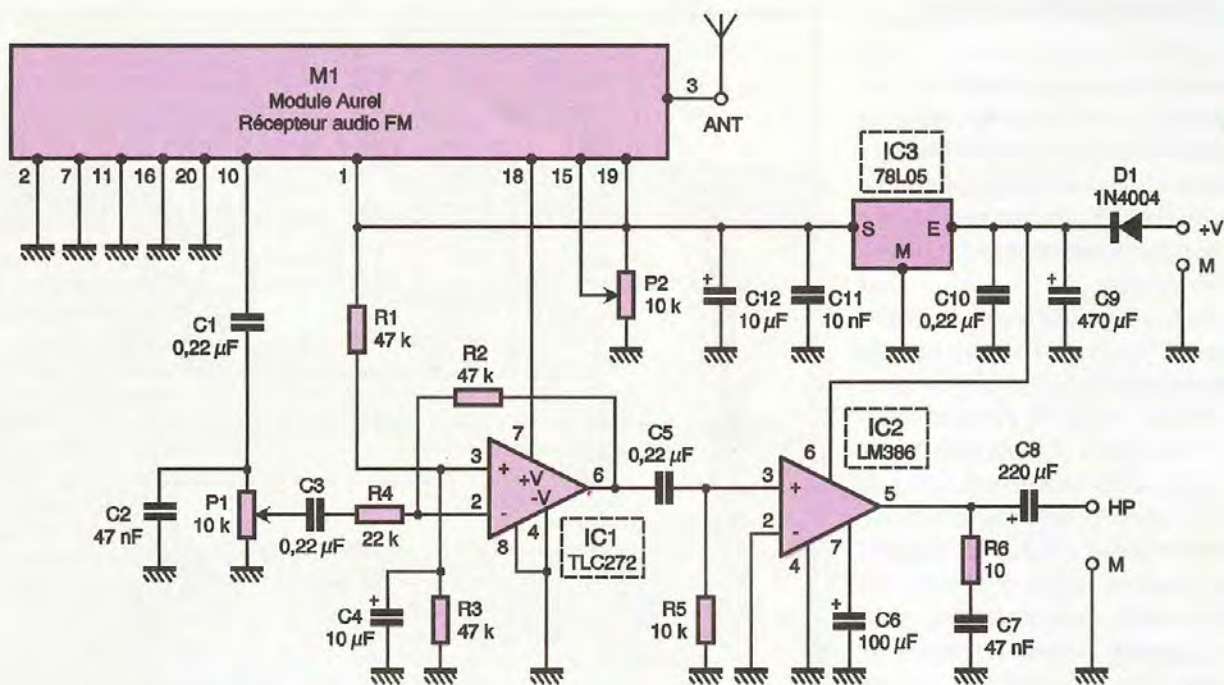 M1
Module Aurel
Récepteur audio FM
3
ANT
2
7
11
16
20
10
1
18
15
19
IC3
78L05
S
E
M
D1
1N4004
+V
M
P2
10 k
C12
10 µF
C11
10 nF
C10
0,22 µF
C9
470 µF
C1
0,22 µF
R1
47 k
R2
47 k
C5
0,22 µF
IC2
LM386
C8
220 µF
HP
M
C2
47 nF
P1
10 k
C3
0,22 µF
R4
22 k
3
2
+
-
7
+V
-V
4
8
6
IC1
TLC272
3
2
+
-
6
5
7
4
C4
10 µF
R3
47 k
R5
10 k
C6
100 µF
R6
10
C7
47 nF
+
+
+
+
+